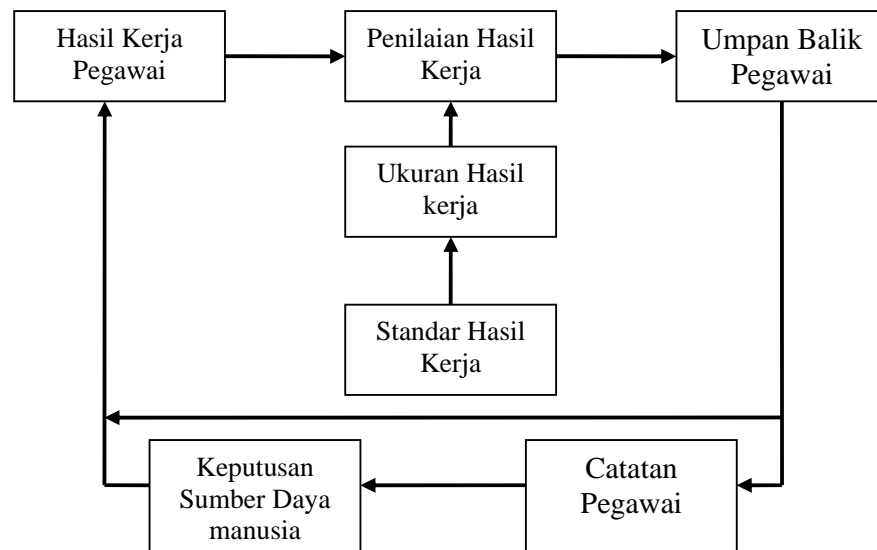 Hasil Kerja
Pegawai
Penilaian Hasil
Kerja
Umpan Balik
Pegawai
Ukuran Hasil
kerja
Standar Hasil
Kerja
Keputusan
Sumber Daya
manusia
Catatan
Pegawai